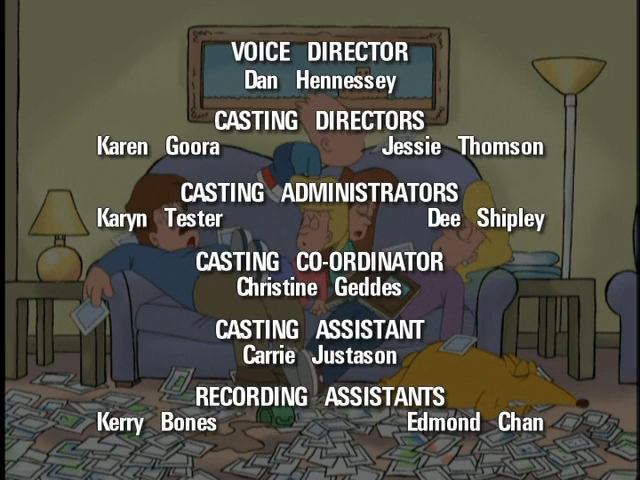 VOICE DIRECTOR
Dan Hennessey
CASTING DIRECTORS
Karen Goora Jessie Thomson
CASTING ADMINISTRATORS
Karyn Tester Dee Shipley
CASTING CO-ORDINATOR
Christine Geddes
CASTING ASSISTANT
Carrie Justason
RECORDING ASSISTANTS
Kerry Bones Edmond Chan